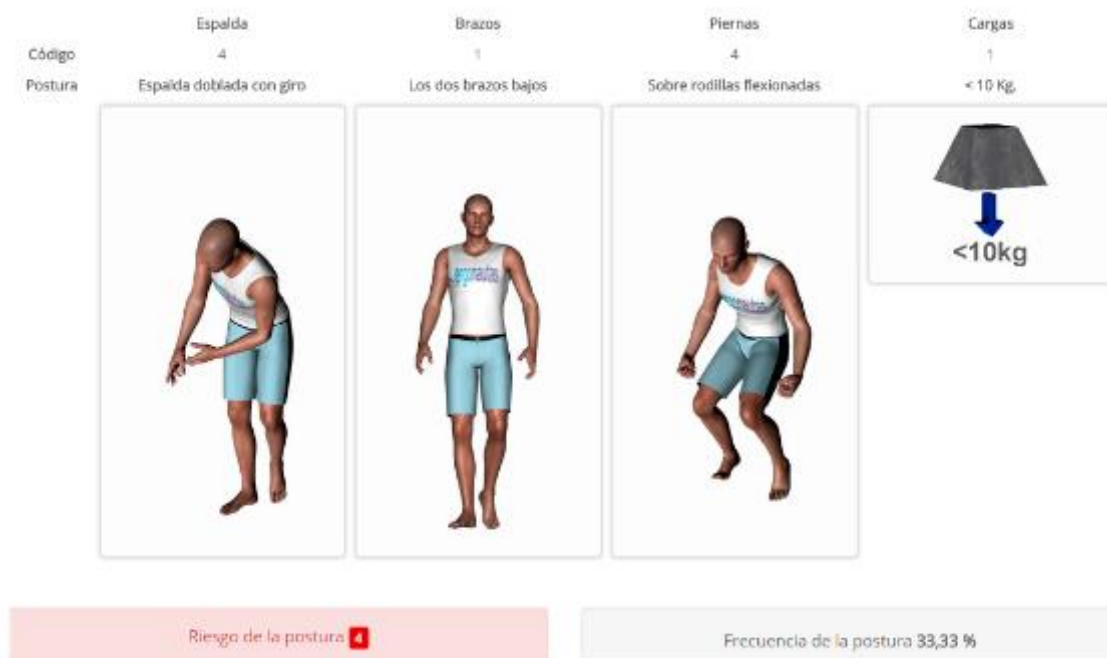 Espalda Brazos Piernas Cargas
Código 4 1 4 1
Postura Espalda doblada con giro Los dos brazos bajos Sobre rodillas flexionadas < 10 Kg.
ergonautas
<10kg
Riesgo de la postura 4
Frecuencia de la postura 33,33 %